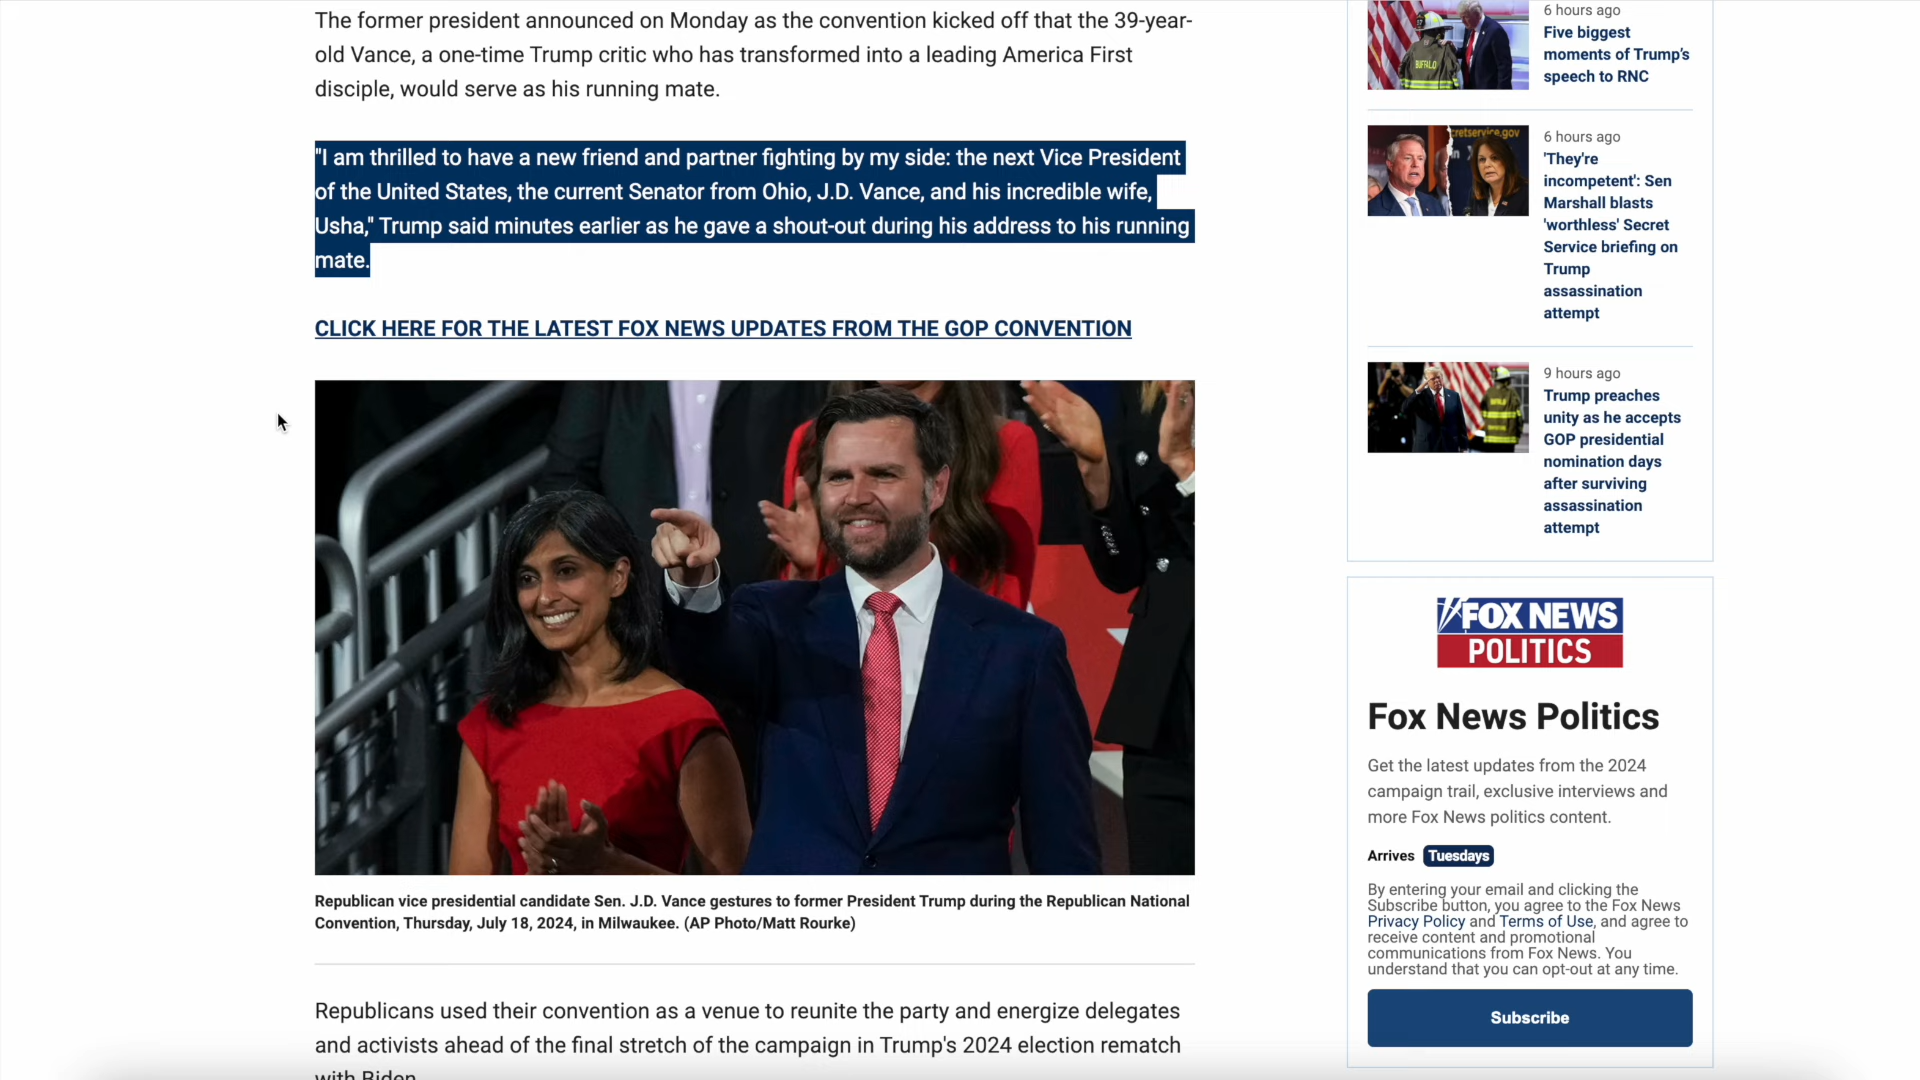 The former president announced on Monday as the convention kicked off that the 39-year-
old Vance, a one-time Trump critic who has transformed into a leading America First
disciple, would serve as his running mate.
"I am thrilled to have a new friend and partner fighting by my side: the next Vice President
of the United States, the current Senator from Ohio, J.D. Vance, and his incredible wife,
Usha," Trump said minutes earlier as he gave a shout-out during his address to his running
mate.
CLICK HERE FOR THE LATEST FOX NEWS UPDATES FROM THE GOP CONVENTION
Republican vice presidential candidate Sen. J.D. Vance gestures to former President Trump during the Republican National
Convention, Thursday, July 18, 2024, in Milwaukee. (AP Photo/Matt Rourke)
Republicans used their convention as a venue to reunite the party and energize delegates
and activists ahead of the final stretch of the campaign in Trump's 2024 election rematch
with Biden.
BUFFALO
6 hours ago
Five biggest
moments of Trump's
speech to RNC
cretservice.gov
6 hours ago
'They're
incompetent': Sen
Marshall blasts
'worthless' Secret
Service briefing on
Trump
assassination
attempt
9 hours ago
Trump preaches
unity as he accepts
GOP presidential
nomination days
after surviving
assassination
attempt
FOX NEWS
POLITICS
Fox News Politics
Get the latest updates from the 2024
campaign trail, exclusive interviews and
more Fox News politics content.
Arrives Tuesdays
By entering your email and clicking the
Subscribe button, you agree to the Fox News
Privacy Policy and Terms of Use, and agree to
receive content and promotional
communications from Fox News. You
understand that you can opt-out at any time.
Subscribe